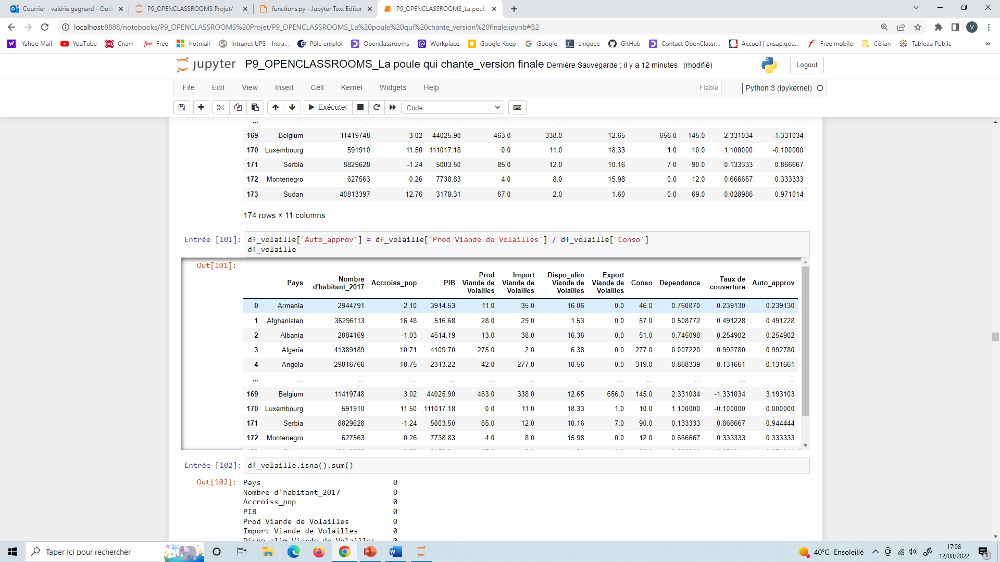 Courrier - valérie gagnard - Outl
P9_OPENCLASSROOMS Projet/
functions.py - Jupyter Text Editor
P9_OPENCLASSROOMS_La poule
localhost:8888/notebooks/P9_OPENCLASSROOMS%20Projet/P9_OPENCLASSROOMS_La%20poule%20qui%20chante_version%20finale.ipynb#B2
V
Yahoo Mail YouTube Cnam Free hotmail Intranet UPS - Intra... Pôle emploi Openclassrooms Workplace Google Keep Google Linguee GitHub Contact OpenClassr... Accueil | ensap.gou... Free mobile Célian Tableau Public »
jupyter P9_OPENCLASSROOMS_La poule qui chante_version finale Dernière Sauvegarde : il y a 12 minutes (modifié) Logout
File Edit View Insert Cell Kernel Widgets Help Fiable Python 3 (ipykernel)
Exécuter Code
... ... ... ... ... ... ... ... ... ... ... ...
169 Belgium 11419748 3.02 44025.90 463.0 338.0 12.65 656.0 145.0 2.331034 -1.331034
170 Luxembourg 591910 11.50 111017.18 0.0 11.0 18.33 1.0 10.0 1.100000 -0.100000
171 Serbia 8829628 -1.24 5003.50 85.0 12.0 10.16 7.0 90.0 0.133333 0.866667
172 Montenegro 627563 0.26 7738.83 4.0 8.0 15.98 0.0 12.0 0.666667 0.333333
173 Sudan 40813397 12.76 3178.31 67.0 2.0 1.60 0.0 69.0 0.028986 0.971014
174 rows × 11 columns
Entrée [101]: df_volaille['Auto_approv'] = df_volaille['Prod Viande de Volailles'] / df_volaille['Conso']
df_volaille
Out[101]:
Pays Nombre d'habitant_2017 Accroiss_pop PIB Prod Viande de Volailles Import Viande de Volailles Dispo_alim Viande de Volailles Export Viande de Volailles Conso Dependance Taux de couverture Auto_approv
0 Armenia 2944791 2.10 3914.53 11.0 35.0 16.06 0.0 46.0 0.760870 0.239130 0.239130
1 Afghanistan 36296113 16.48 516.68 28.0 29.0 1.53 0.0 57.0 0.508772 0.491228 0.491228
2 Albania 2884169 -1.03 4514.19 13.0 38.0 16.36 0.0 51.0 0.745098 0.254902 0.254902
3 Algeria 41389189 10.71 4109.70 275.0 2.0 6.38 0.0 277.0 0.007220 0.992780 0.992780
4 Angola 29816766 18.75 2313.22 42.0 277.0 10.56 0.0 319.0 0.868339 0.131661 0.131661
... ... ... ... ... ... ... ... ... ... ... ... ...
169 Belgium 11419748 3.02 44025.90 463.0 338.0 12.65 656.0 145.0 2.331034 -1.331034 3.193103
170 Luxembourg 591910 11.50 111017.18 0.0 11.0 18.33 1.0 10.0 1.100000 -0.100000 0.000000
171 Serbia 8829628 -1.24 5003.50 85.0 12.0 10.16 7.0 90.0 0.133333 0.866667 0.944444
172 Montenegro 627563 0.26 7738.83 4.0 8.0 15.98 0.0 12.0 0.666667 0.333333 0.333333
Entrée [102]: df_volaille.isna().sum()
Out[102]: Pays 0
Nombre d'habitant_2017 0
Accroiss_pop 0
PIB 0
Prod Viande de Volailles 0
Import Viande de Volailles 0
Dispo_alim Viande de Volailles 0
Taper ici pour rechercher
40°C Ensoleillé
17:58
12/08/2022
1